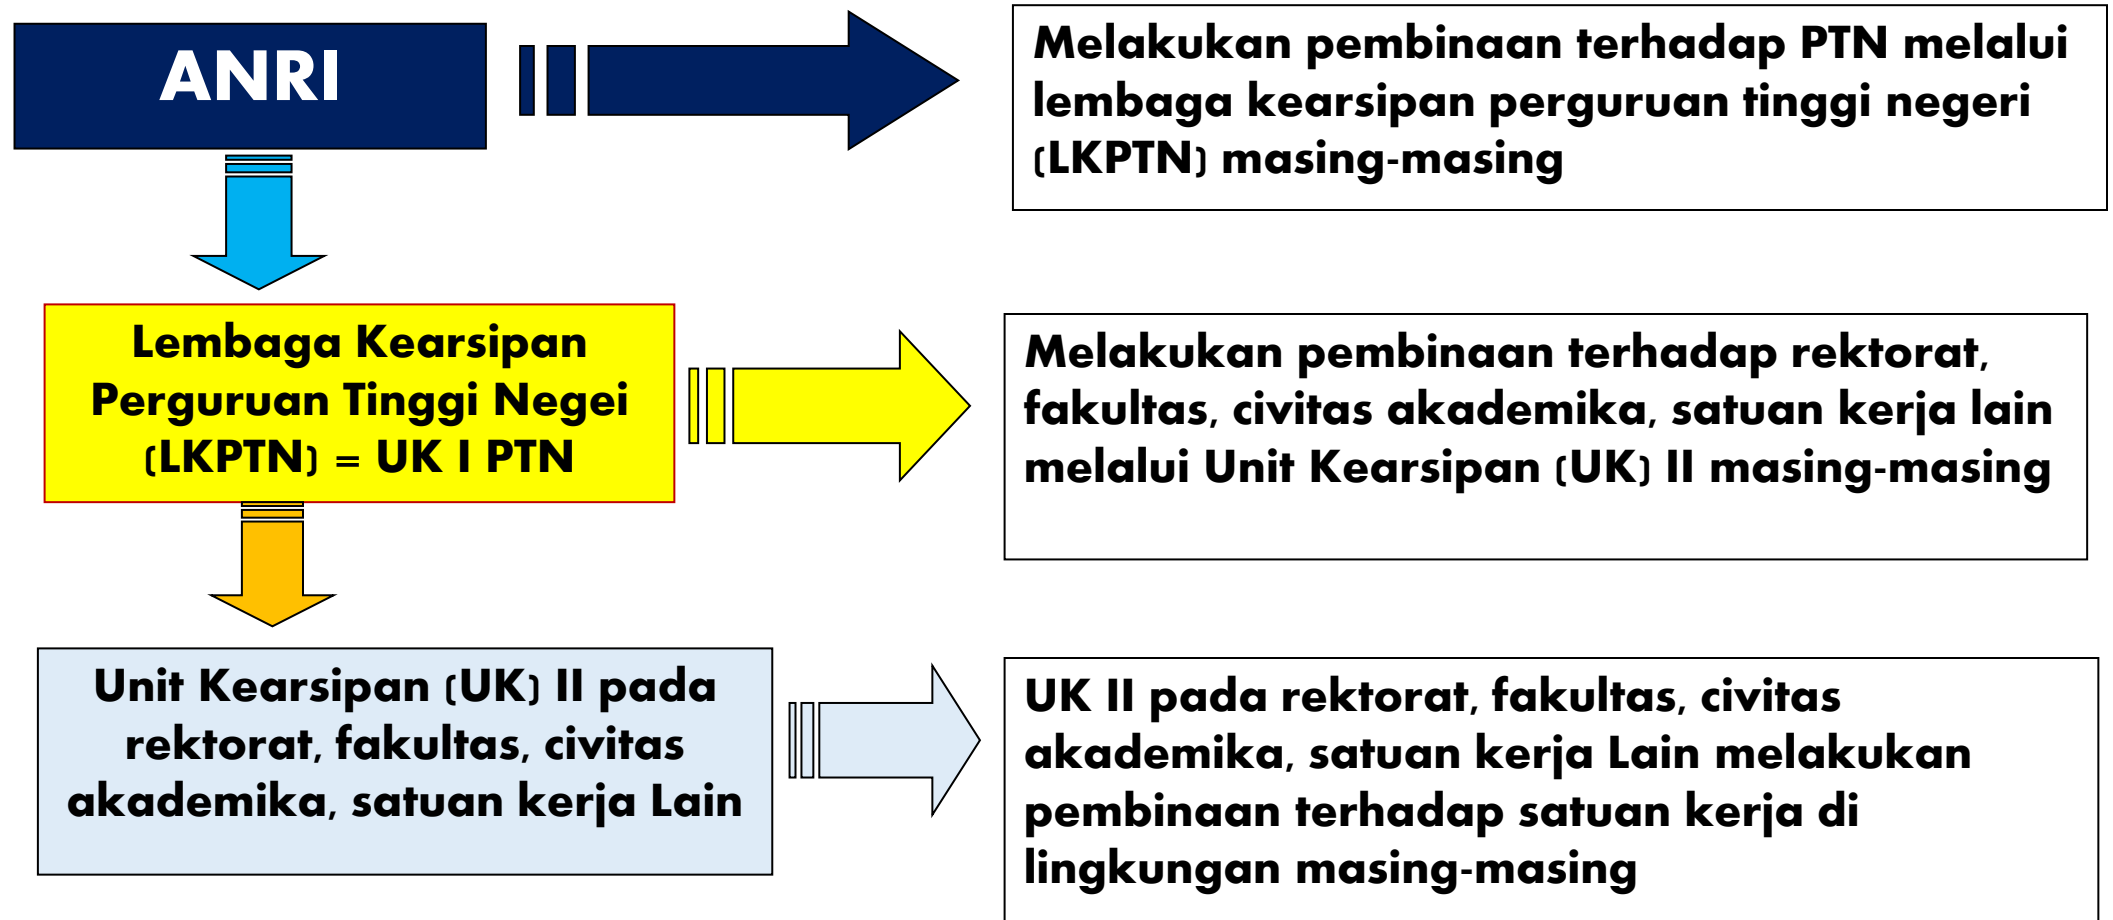 ANRI
Melakukan pembinaan terhadap PTN melalui
lembaga kearsipan perguruan tinggi negeri
(LKPTN) masing-masing
Lembaga Kearsipan
Perguruan Tinggi Negei
(LKPTN) = UK I PTN
Melakukan pembinaan terhadap rektorat,
fakultas, civitas akademika, satuan kerja lain
melalui Unit Kearsipan (UK) II masing-masing
Unit Kearsipan (UK) II pada
rektorat, fakultas, civitas
akademika, satuan kerja Lain
UK II pada rektorat, fakultas, civitas
akademika, satuan kerja Lain melakukan
pembinaan terhadap satuan kerja di
lingkungan masing-masing